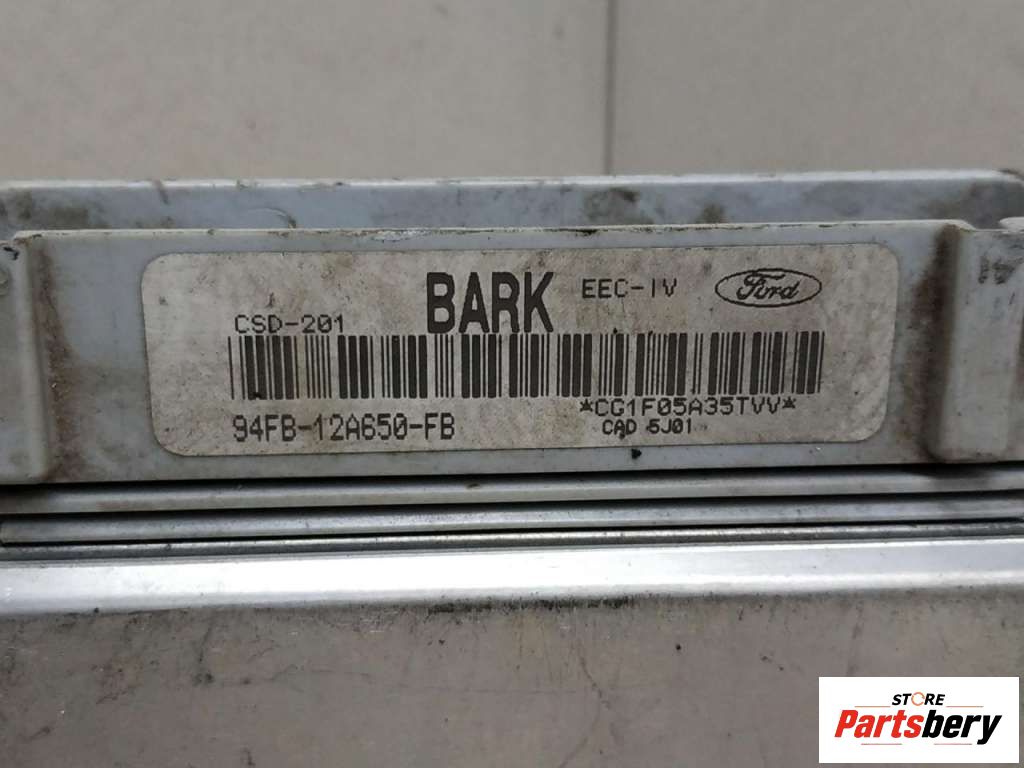 BARK EEC-IV Ford
CSD-201
*CG1F05A35TVV*
94FB-12A650-FB CAD 5J01
STORE
Partsbery